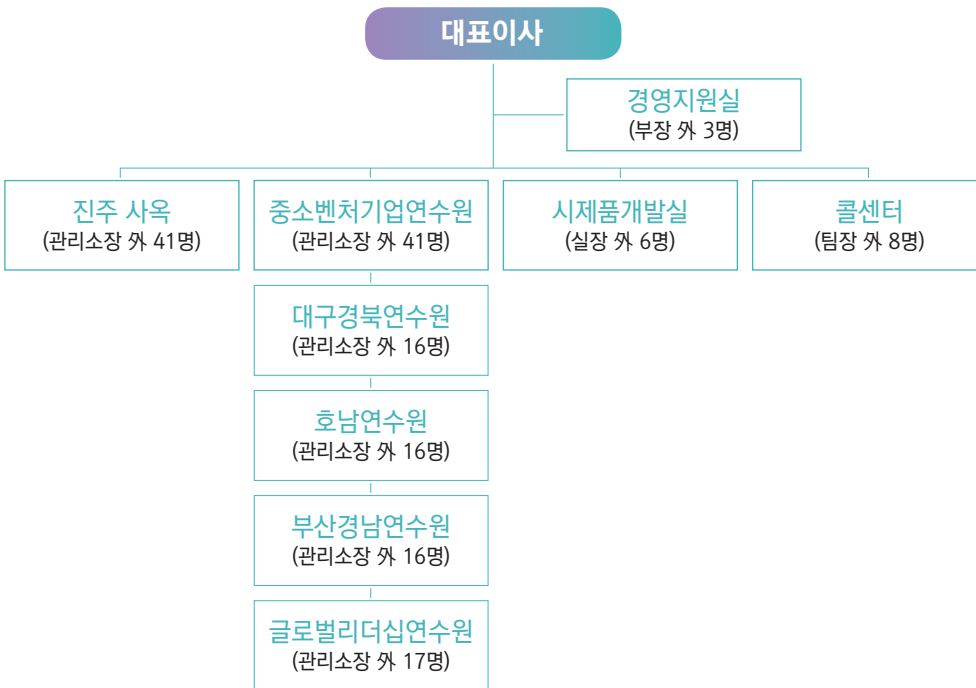 대표이사
경영지원실
(부장 外 3명)
진주 사옥
(관리소장 外 41명)
중소벤처기업연수원
(관리소장 外 41명)
시제품개발실
(실장 外 6명)
콜센터
(팀장 外 8명)
대구경북연수원
(관리소장 外 16명)
호남연수원
(관리소장 外 16명)
부산경남연수원
(관리소장 外 16명)
글로벌리더십연수원
(관리소장 外 17명)